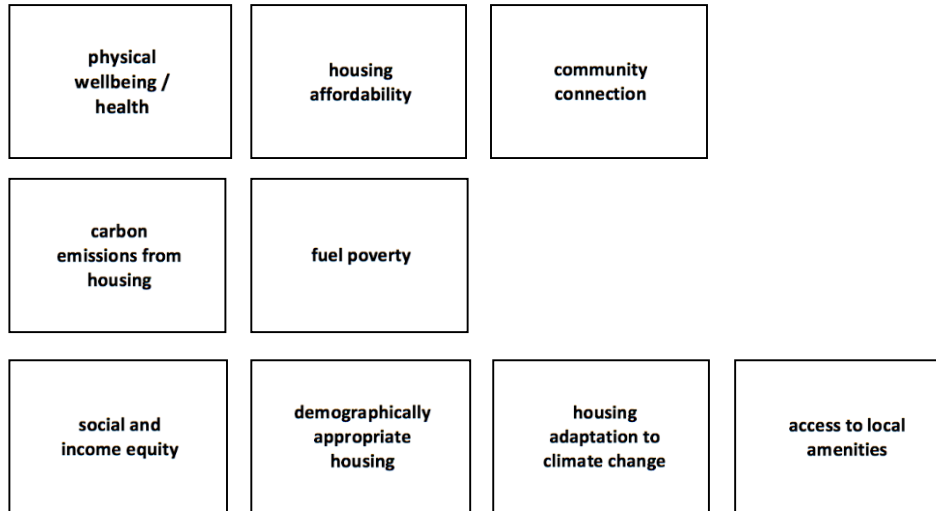 physical
wellbeing /
health
housing
affordability
community
connection
carbon
emissions from
housing
fuel poverty
social and
income equity
demographically
appropriate
housing
housing
adaptation to
climate change
access to local
amenities